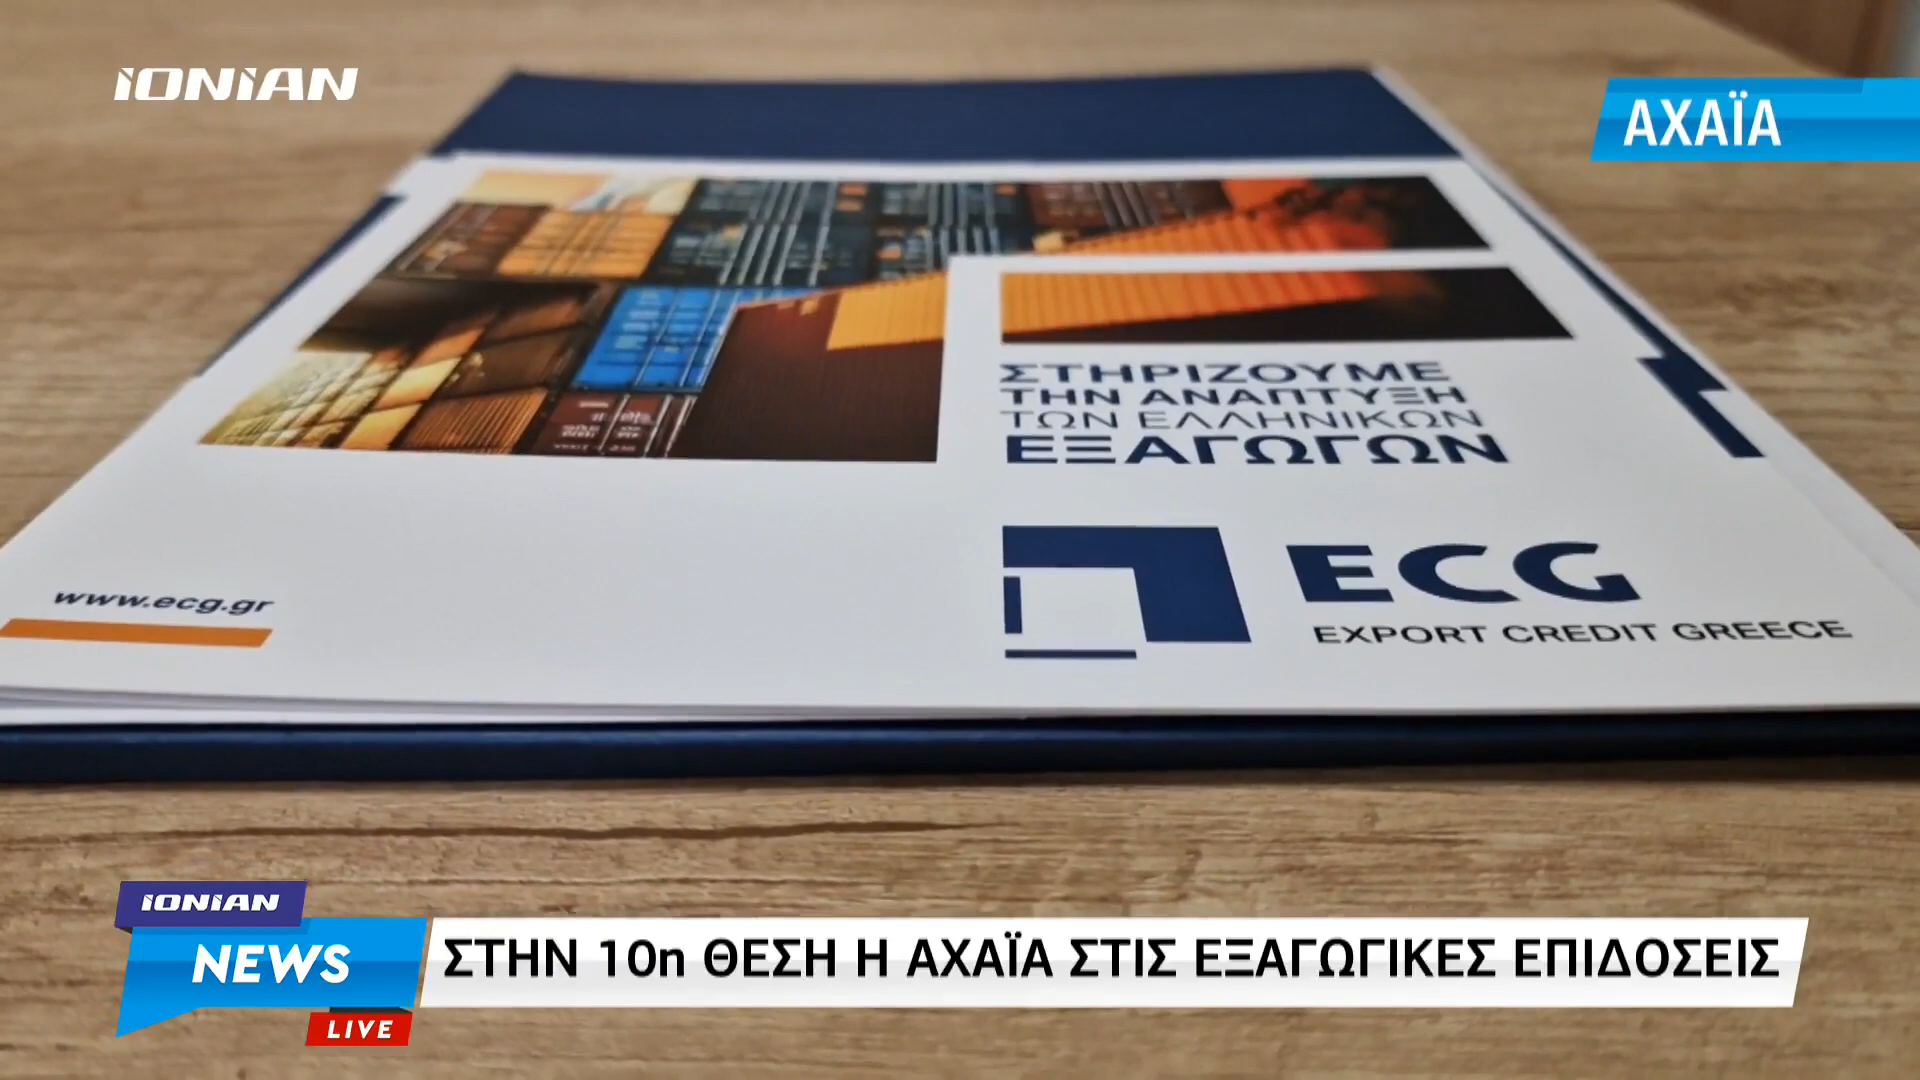 IONIAN
ΑΧΑΪΑ
ΣΤΗΡΙΖΟΥΜΕ
ΤΗΝ ΑΝΑΠΤΥΞΗ
ΤΩΝ ΕΛΛΗΝΙΚΩΝ
ΕΞΑΓΩΓΩΝ
ECG
EXPORT CREDIT GREECE
www.ecg.gr
IONIAN
NEWS
LIVE
ΣΤΗΝ 10η ΘΕΣΗ Η ΑΧΑΪΑ ΣΤΙΣ ΕΞΑΓΩΓΙΚΕΣ ΕΠΙΔΟΣΕΙΣ